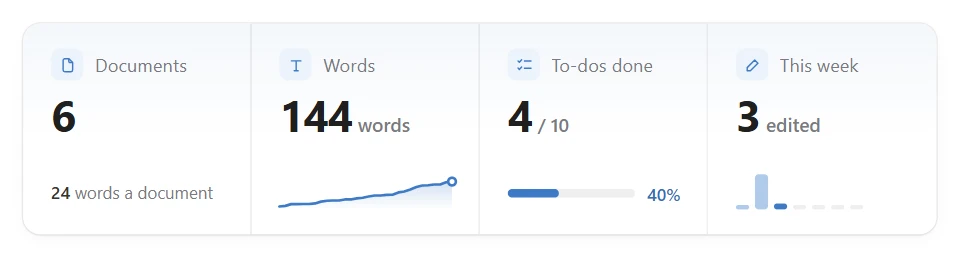 Documents
6
24 words a document
Words
144 words
To-dos done
4 / 10
40%
This week
3 edited